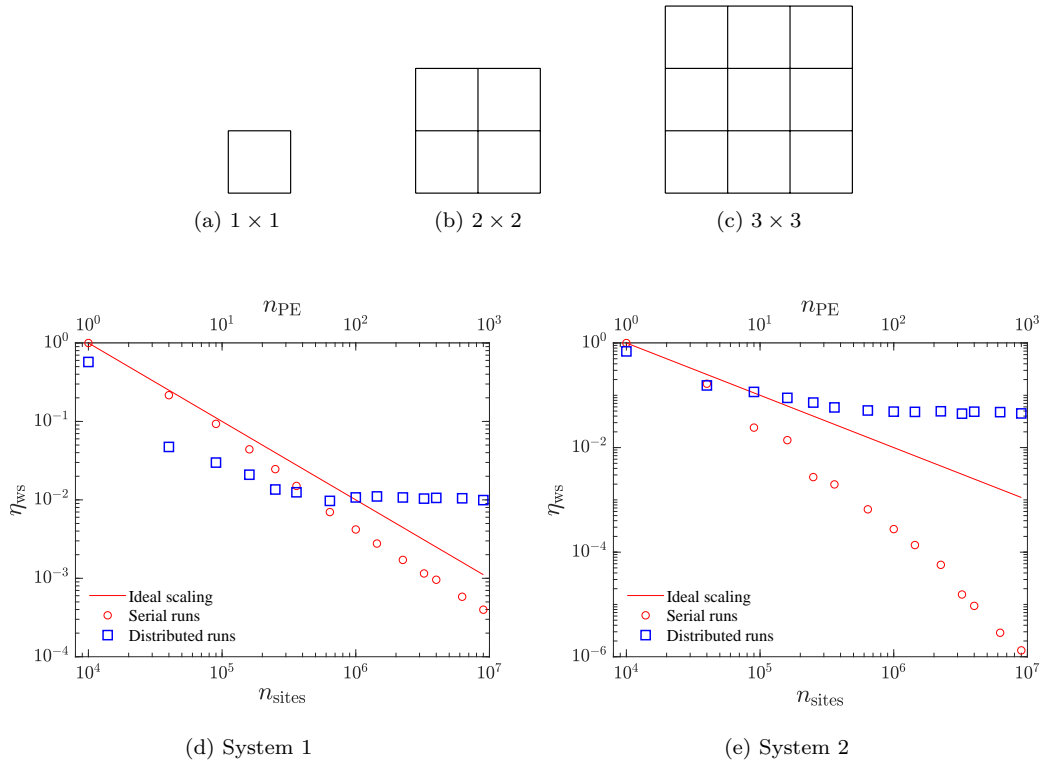 (a) 1 × 1
(b) 2 × 2
(c) 3 × 3
n_PE
10^0 10^1 10^2 10^3
10^0
10^-1
10^-2
10^-3
10^-4
η_ws
Ideal scaling
Serial runs
Distributed runs
10^4 10^5 10^6 10^7
n_sites
(d) System 1
n_PE
10^0 10^1 10^2 10^3
10^0
10^-2
10^-4
10^-6
η_ws
Ideal scaling
Serial runs
Distributed runs
10^4 10^5 10^6 10^7
n_sites
(e) System 2